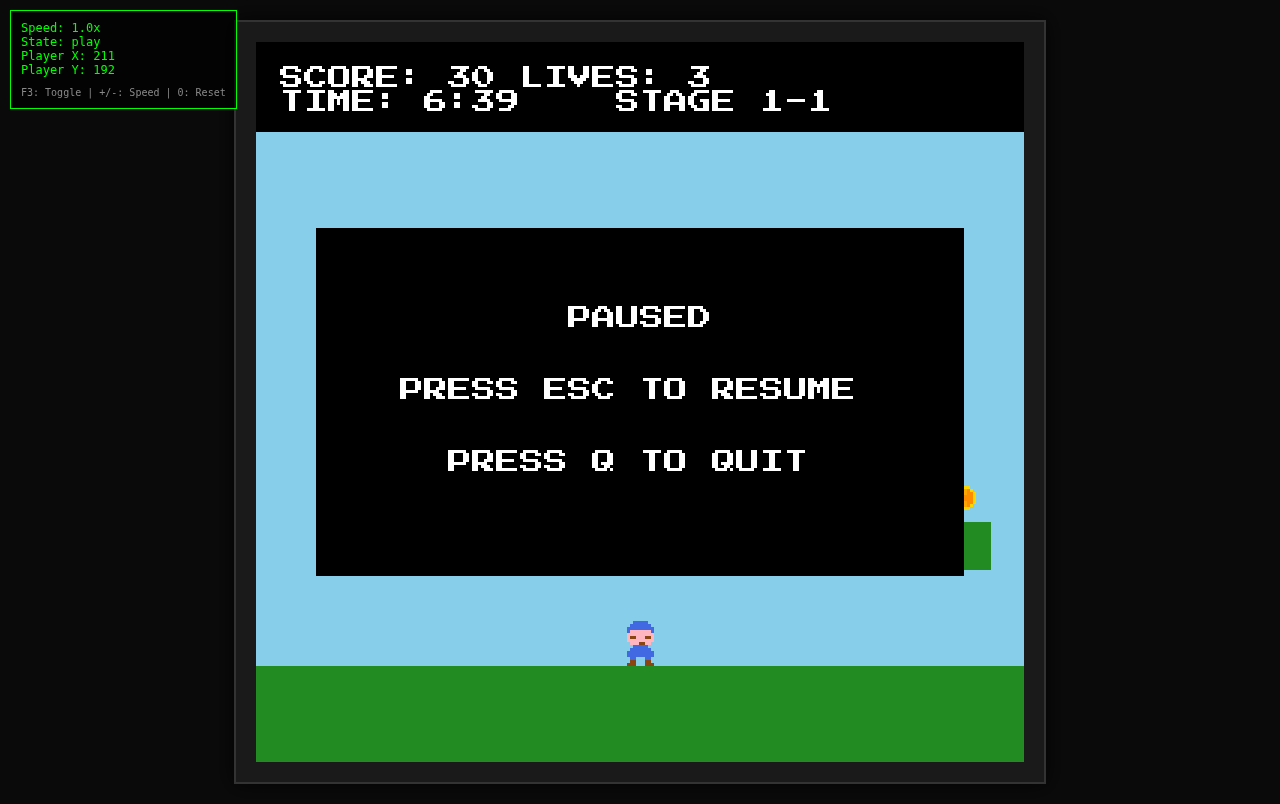 Speed: 1.0x
State: play
Player X: 211
Player Y: 192
F3: Toggle | +/-: Speed | 0: Reset
SCORE: 30 LIVES: 3
TIME: 6:39 STAGE 1-1
PAUSED
PRESS ESC TO RESUME
PRESS Q TO QUIT